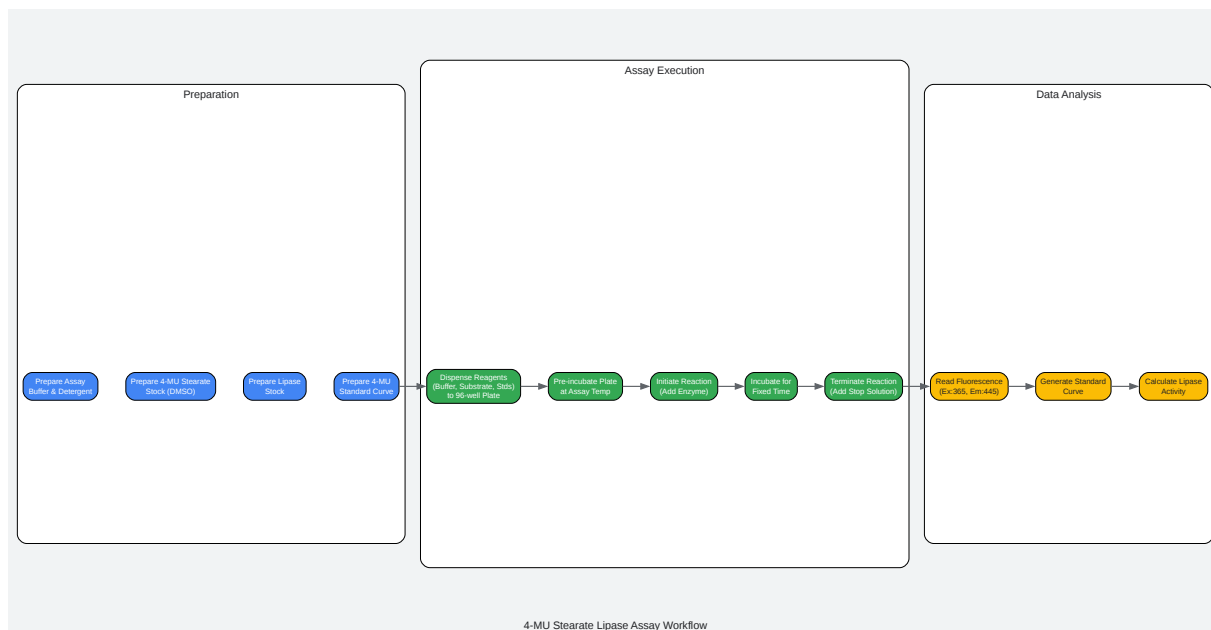 Assay Execution
Preparation
Data Analysis
Prepare Assay
Buffer & Detergent
Prepare 4-MU Stearate
Stock (DMSO)
Prepare Lipase
Stock
Prepare 4-MU
Standard Curve
Dispense Reagents
(Buffer, Substrate, Stds)
to 96-well Plate
Pre-incubate Plate
at Assay Temp
Initiate Reaction
(Add Enzyme)
Incubate for
Fixed Time
Terminate Reaction
(Add Stop Solution)
Read Fluorescence
(Ex:365, Em:445)
Generate Standard
Curve
Calculate Lipase
Activity
4-MU Stearate Lipase Assay Workflow